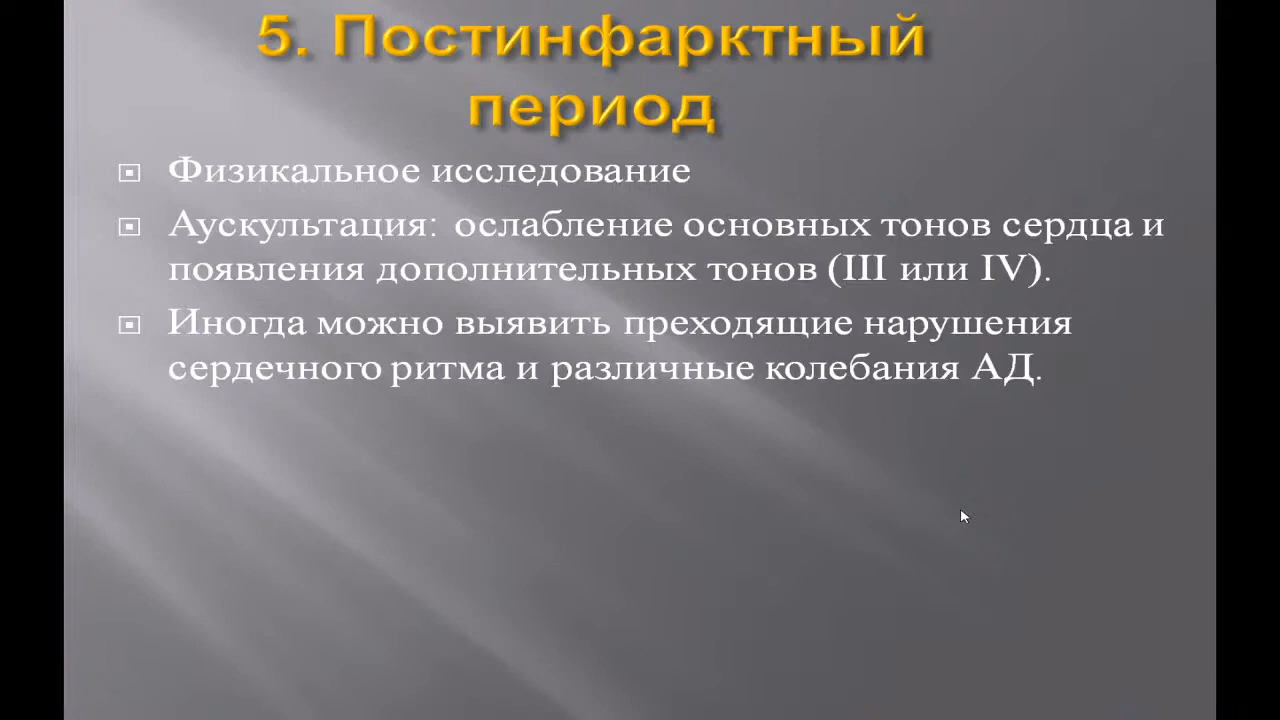 5. Постинфарктный
период
Физикальное исследование
Аускультация: ослабление основных тонов сердца и
появления дополнительных тонов (III или IV).
Иногда можно выявить преходящие нарушения
сердечного ритма и различные колебания АД.